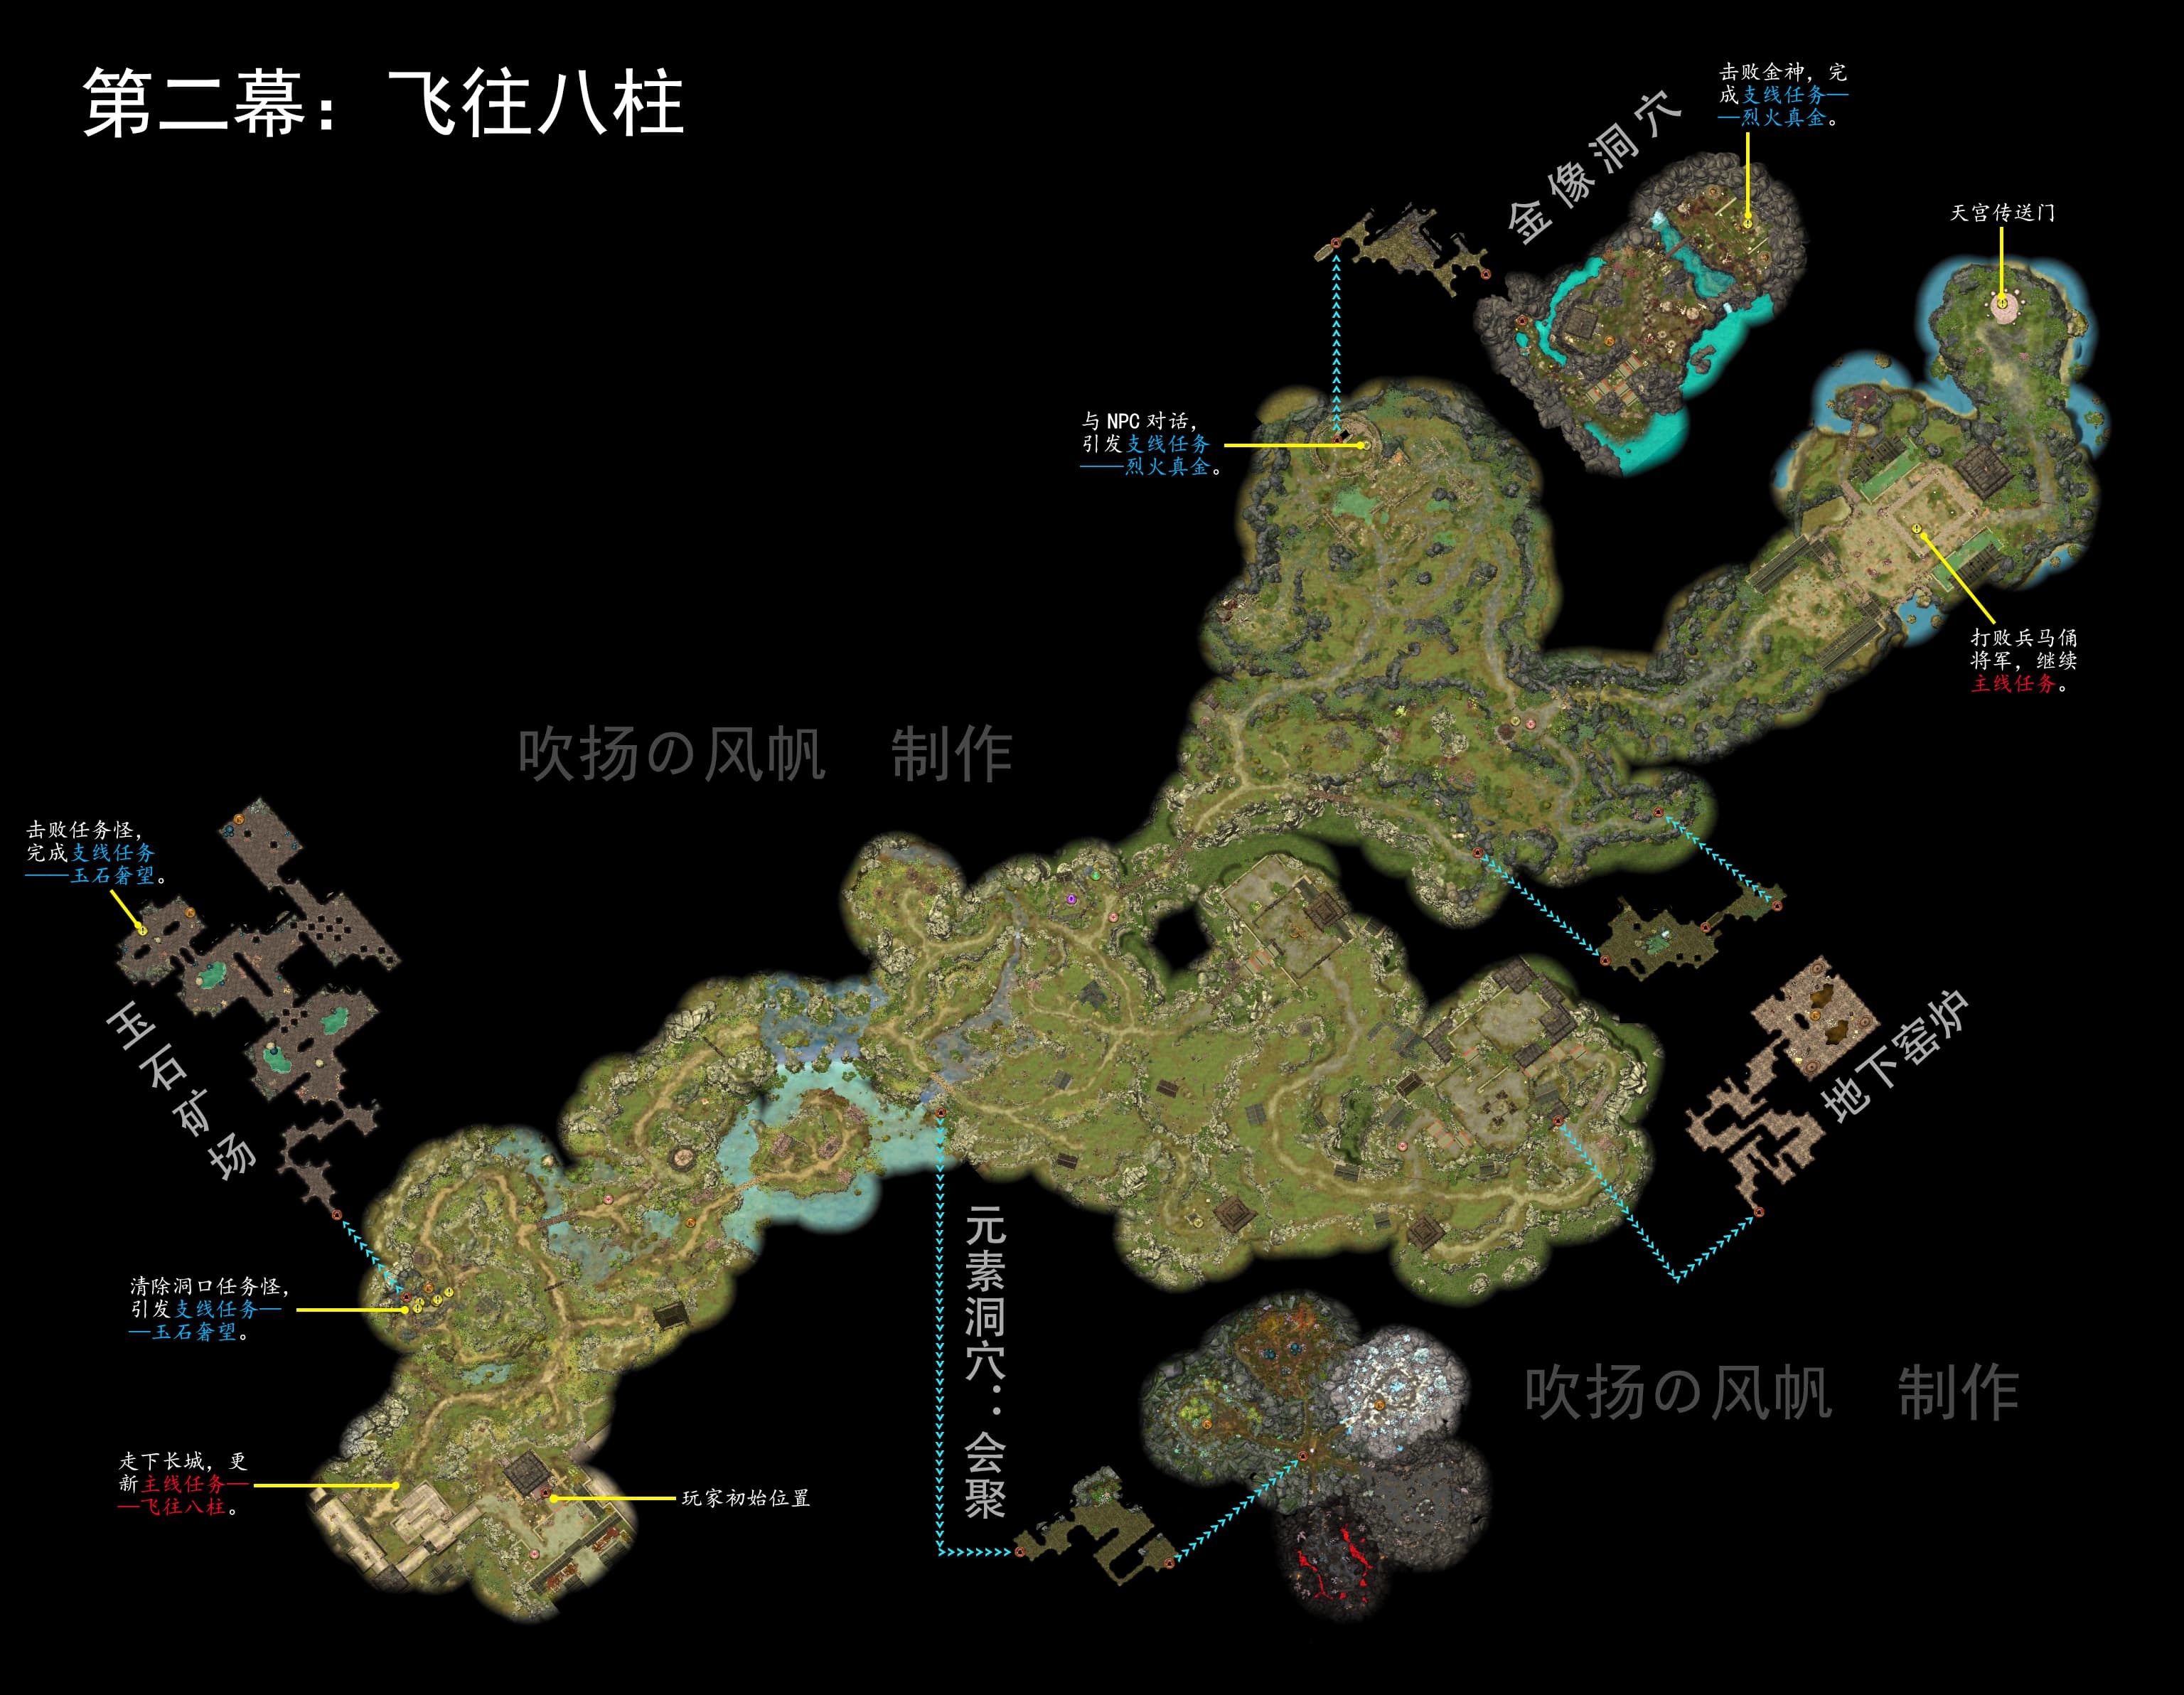 第二幕：飞往八柱
击败金神，完
成支线任务—
—烈火真金。
金像洞穴
天宫传送门
与 NPC 对话，
引发支线任务
——烈火真金。
打败兵马俑
将军，继续
主线任务。
吹扬の风帆　制作
击败任务怪，
完成支线任务
——玉石奢望。
玉石矿场
地下窑炉
清除洞口任务怪，
引发支线任务—
—玉石奢望。
元素洞穴：会聚
吹扬の风帆　制作
走下长城，更
新主线任务—
—飞往八柱。
玩家初始位置